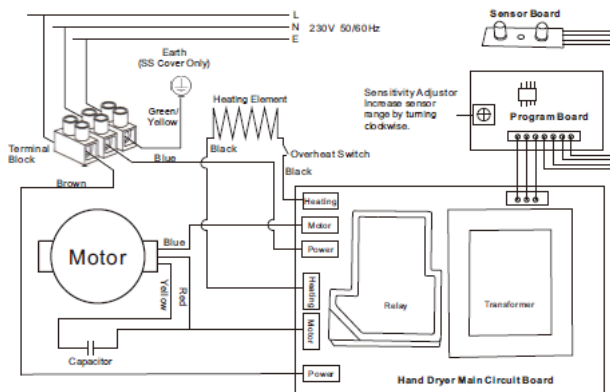 Sensor Board
L
N 230V 50/60Hz
E
Earth
(SS Cover Only)
Green/
Yellow
Heating Element
Sensitivity Adjustor
Increase sensor
range by turning
clockwise.
Program Board
Terminal
Block
Blue
Black
Overheat Switch
Black
Brown
Heating
Motor
Power
Motor
Blue
Yellow
Red
Heating
Motor
Relay
Transformer
Capacitor
Power
Hand Dryer Main Circuit Board